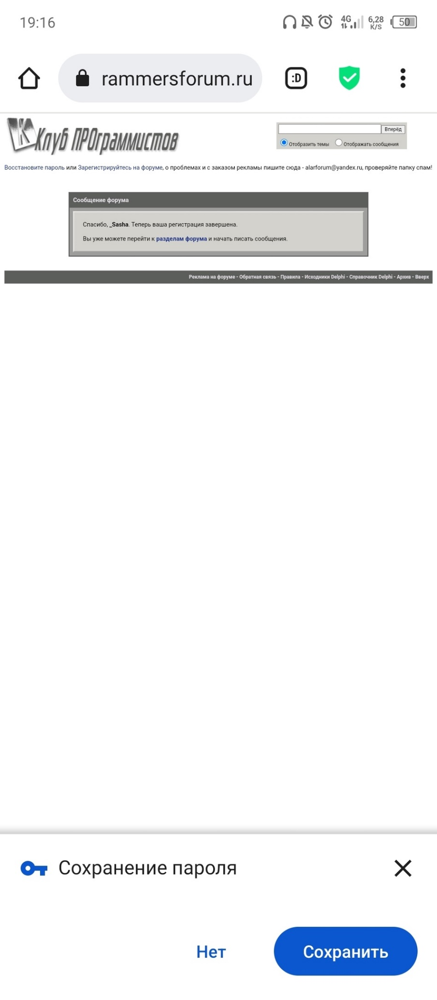 19:16
4G
6,28
K/S
50
rammersforum.ru
:D
Клуб ПРОграммистов
Вперёд
Отобразить темы Отображать сообщения
Восстановите пароль или Зарегистрируйтесь на форуме, о проблемах и с заказом рекламы пишите сюда - alarforum@yandex.ru, проверяйте папку спам!
Сообщение форума
Спасибо, _Sasha. Теперь ваша регистрация завершена.
Вы уже можете перейти к разделам форума и начать писать сообщения.
Реклама на форуме - Обратная связь - Правила - Исходники Delphi - Справочник Delphi - Архив - Вверх
Сохранение пароля
Нет
Сохранить